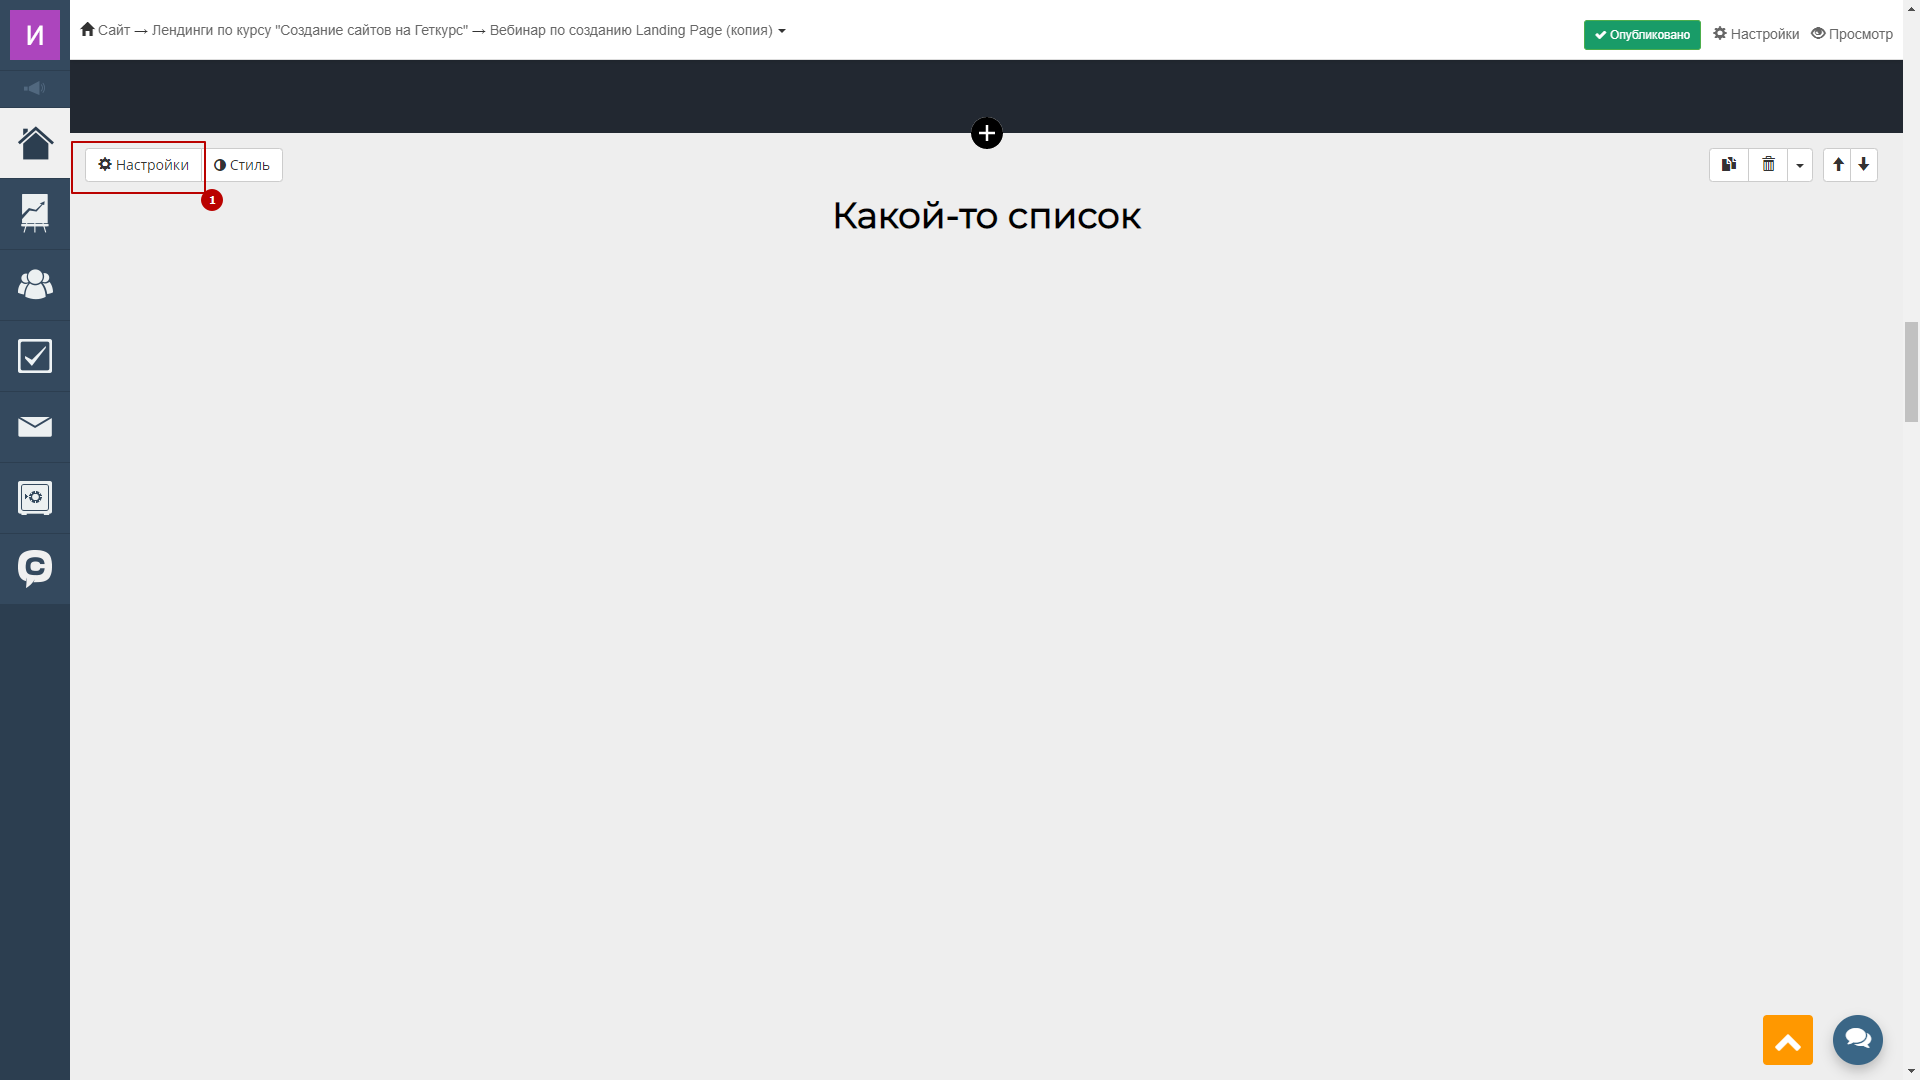 И
Сайт → Лендинги по курсу "Создание сайтов на Геткурс" → Вебинар по созданию Landing Page (копия)
Опубликовано
Настройки
Просмотр
Настройки
Стиль
1
Какой-то список
C